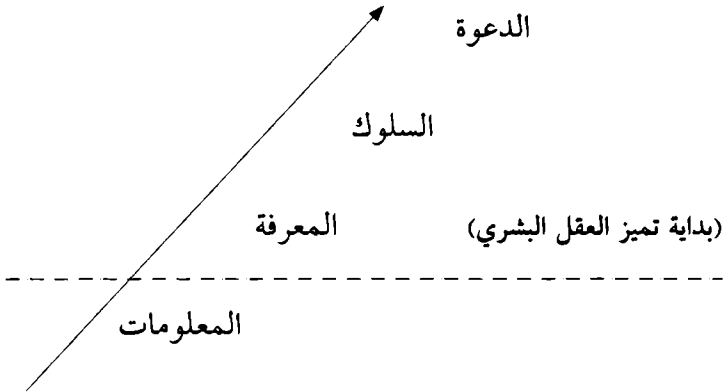 الدعوة
السلوك
(بداية تميز العقل البشري) المعرفة
المعلومات